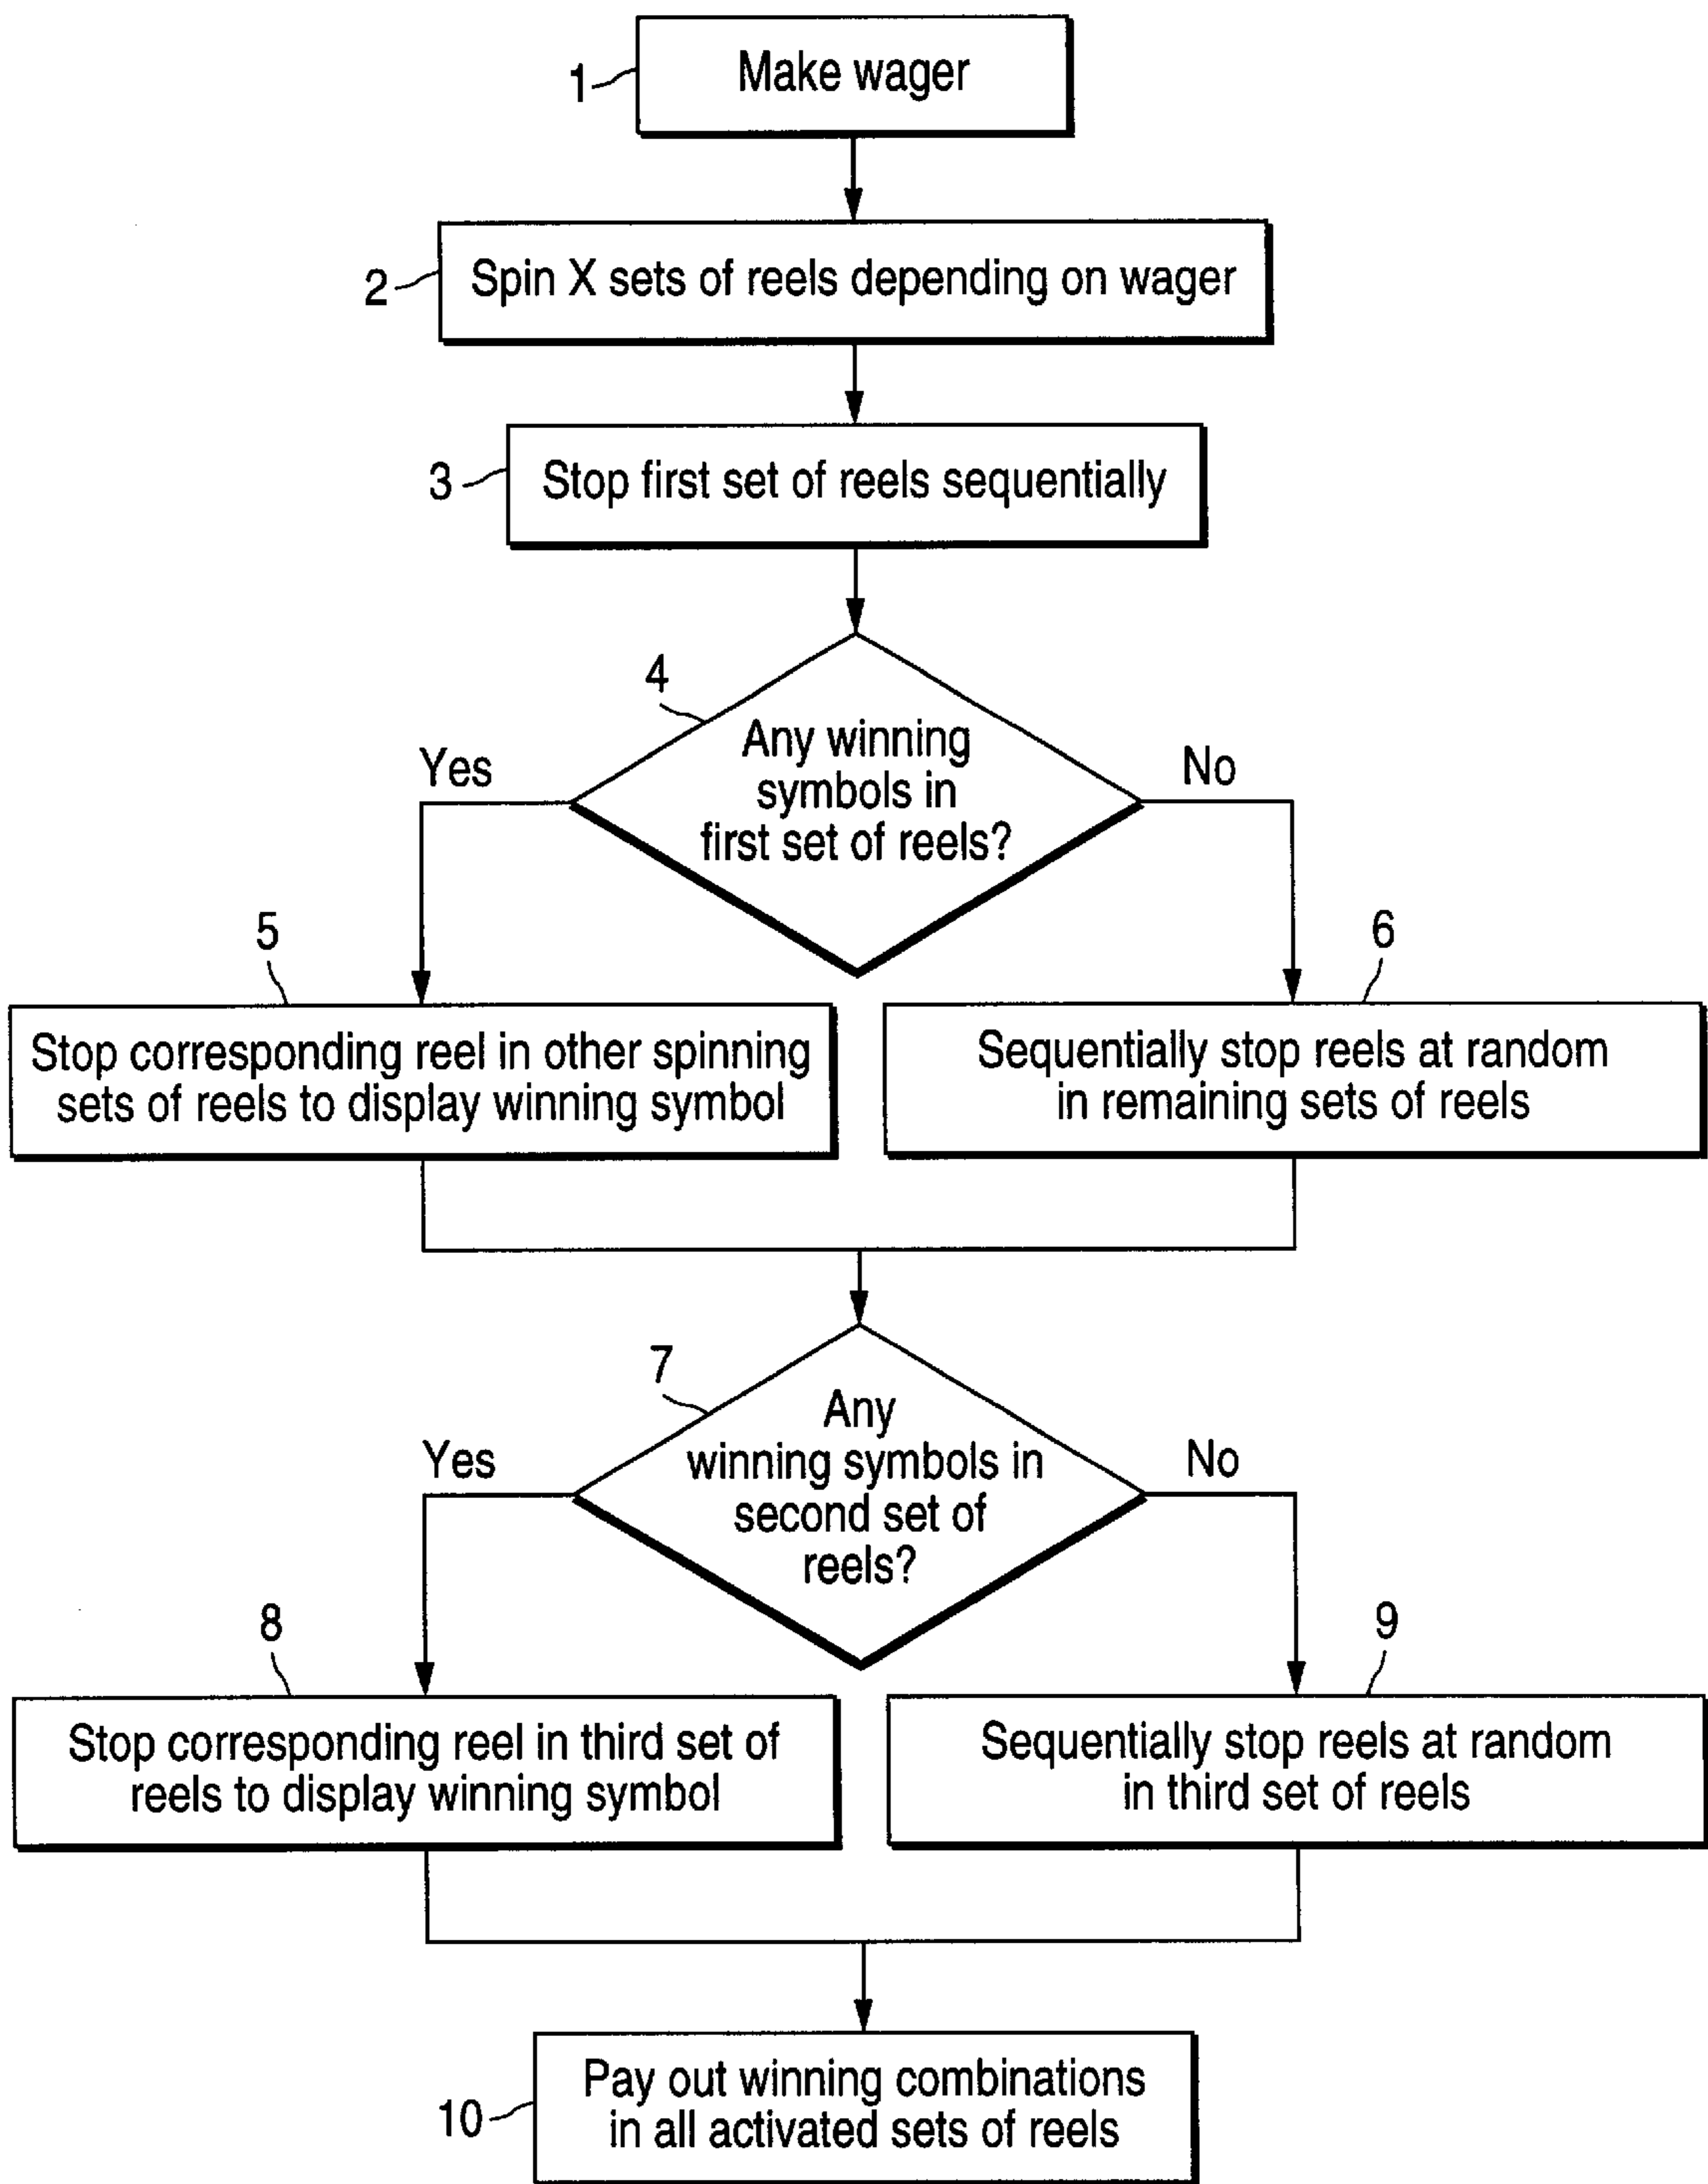 1
Make wager
2
Spin X sets of reels depending on wager
3
Stop first set of reels sequentially
4
Any winning
symbols in
first set of reels?
Yes
No
5
Stop corresponding reel in other spinning
sets of reels to display winning symbol
6
Sequentially stop reels at random
in remaining sets of reels
7
Any
winning symbols in
second set of
reels?
Yes
No
8
Stop corresponding reel in third set of
reels to display winning symbol
9
Sequentially stop reels at random
in third set of reels
10
Pay out winning combinations
in all activated sets of reels